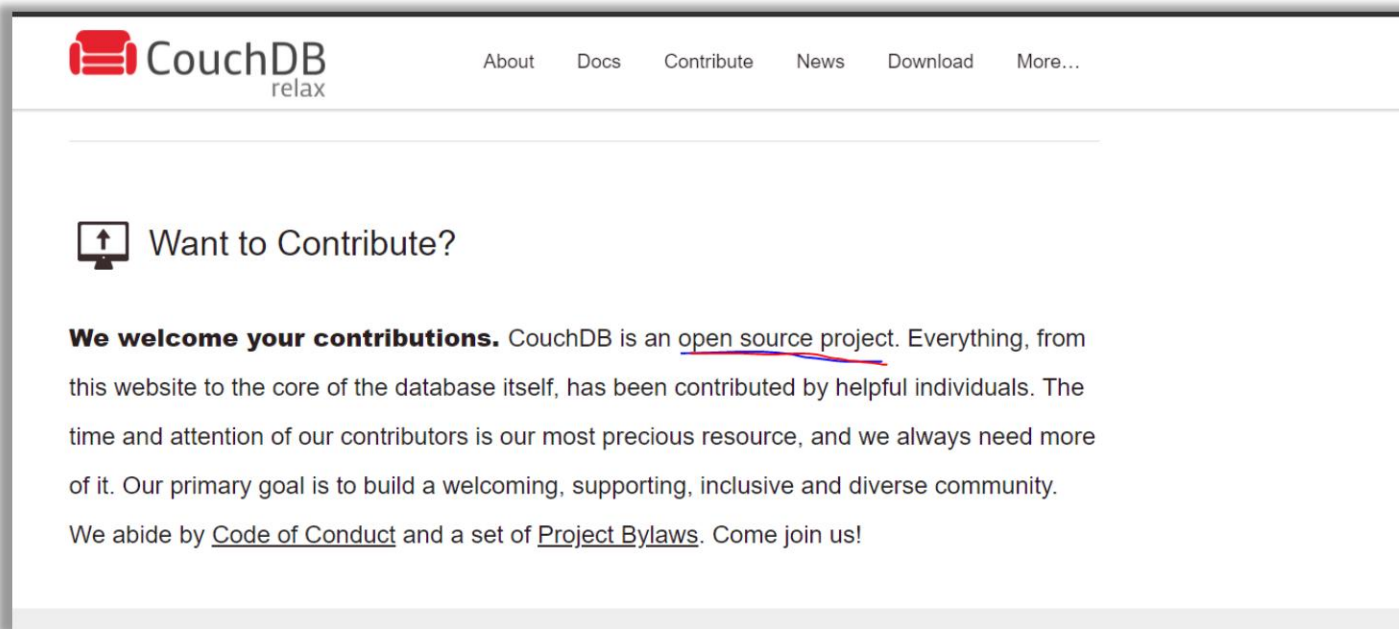 CouchDB
relax
About Docs Contribute News Download More...
Want to Contribute?
We welcome your contributions. CouchDB is an open source project. Everything, from
this website to the core of the database itself, has been contributed by helpful individuals. The
time and attention of our contributors is our most precious resource, and we always need more
of it. Our primary goal is to build a welcoming, supporting, inclusive and diverse community.
We abide by Code of Conduct and a set of Project Bylaws. Come join us!